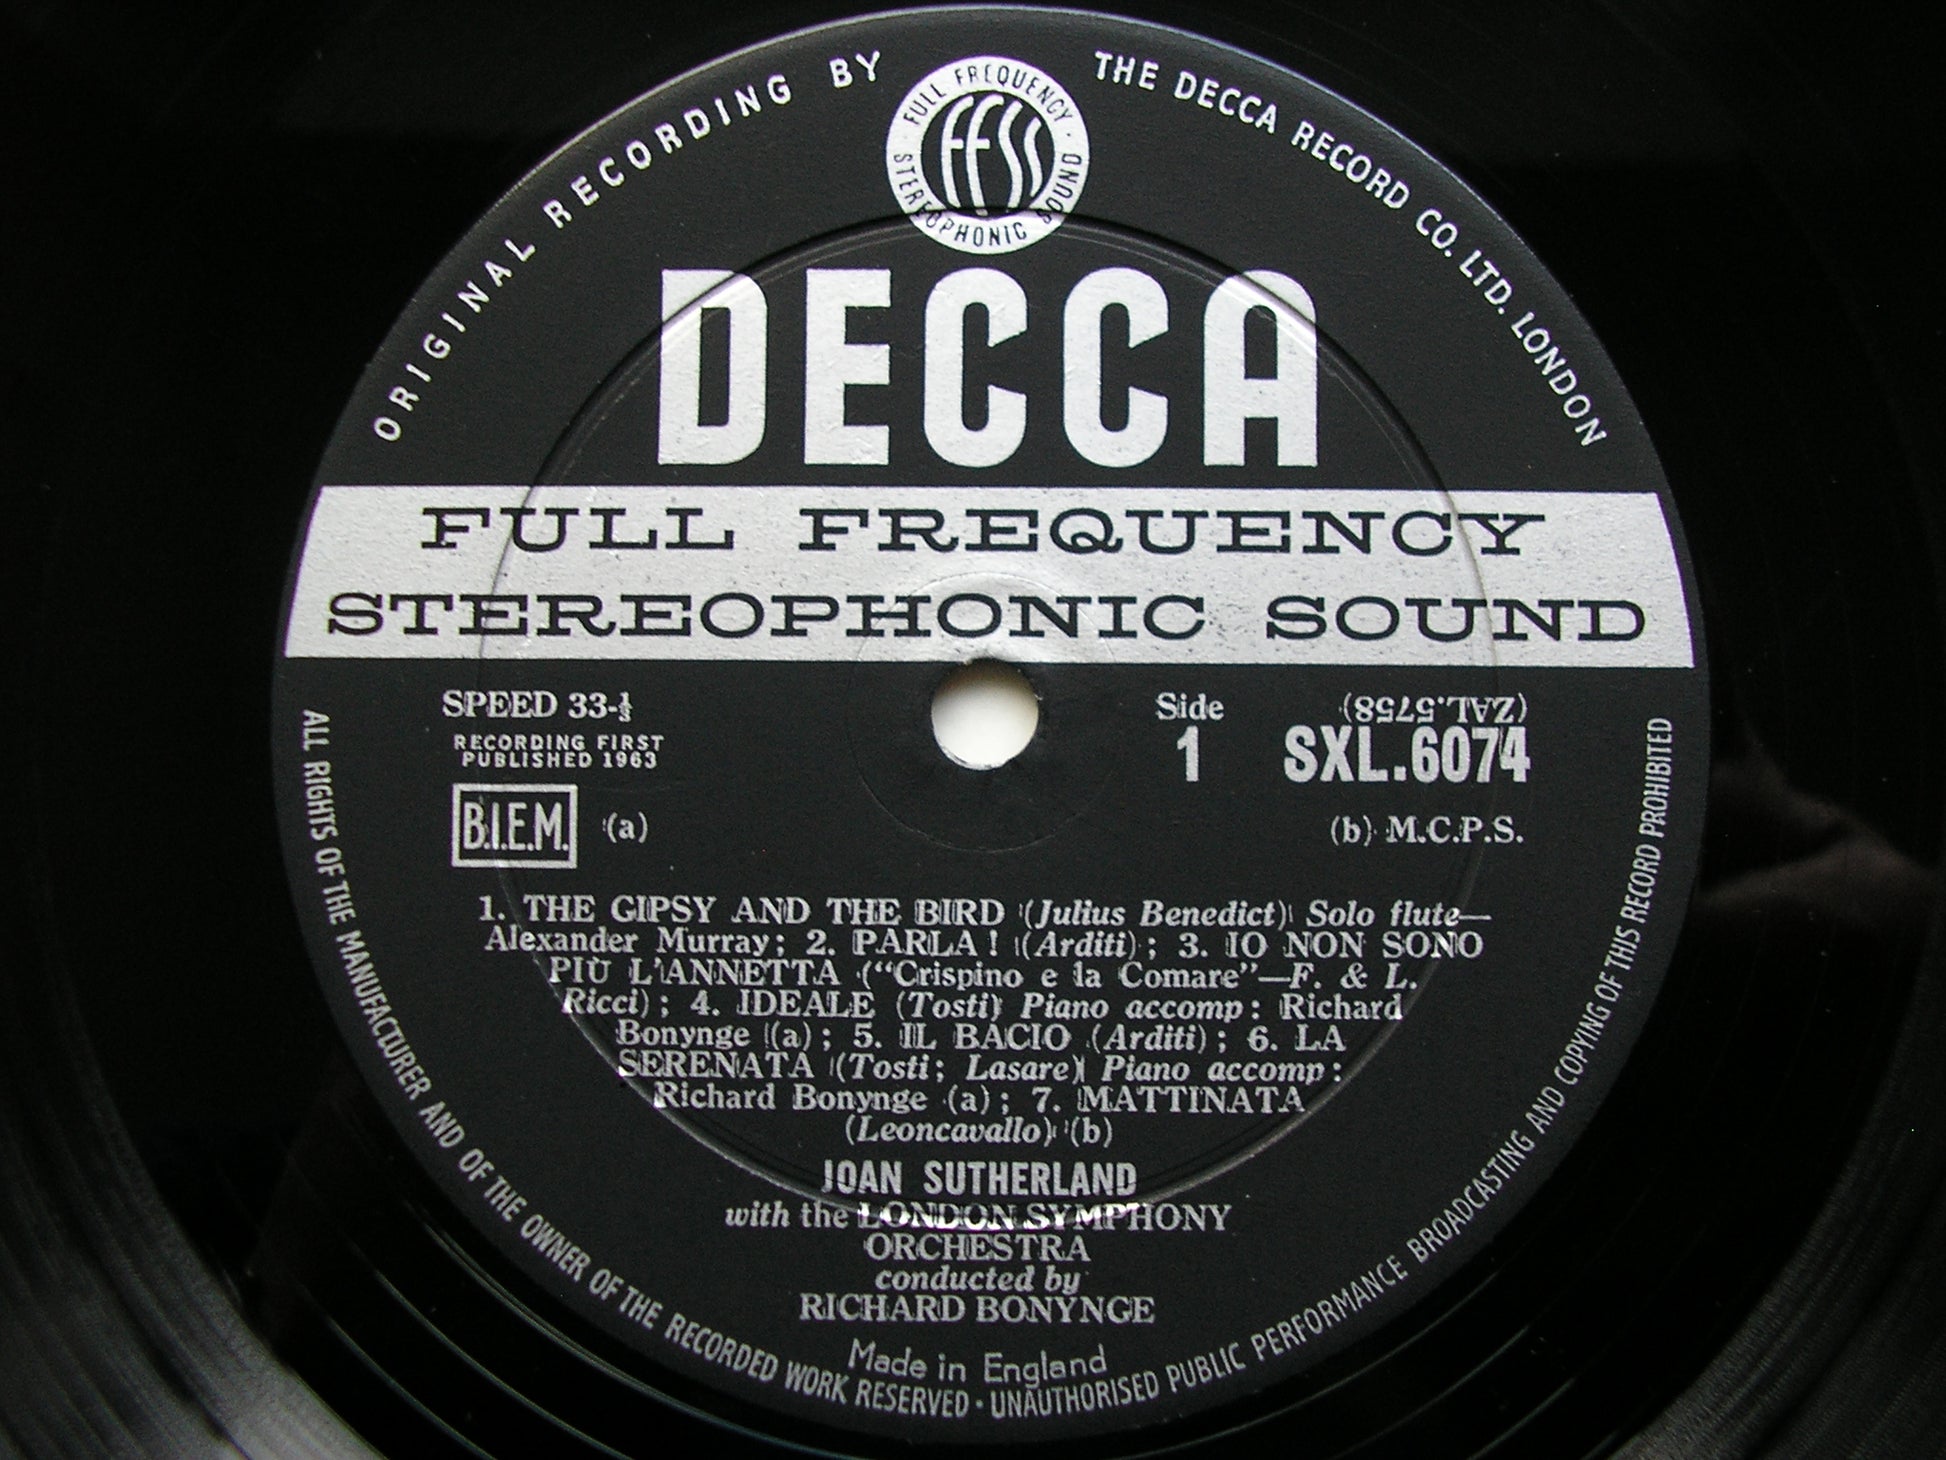 ORIGINAL RECORDING BY THE DECCA RECORD CO. LTD. LONDON
FULL FREQUENCY STEREOPHONIC SOUND
FFSS
DECCA
FULL FREQUENCY
STEREOPHONIC SOUND
SPEED 33-⅓
RECORDING FIRST
PUBLISHED 1963
B.I.E.M. (a)
Side
1
(ZAL.5758)
SXL.6074
(b) M.C.P.S.
1. THE GIPSY AND THE BIRD (Julius Benedict) Solo flute—
Alexander Murray; 2. PARLA! (Arditi); 3. IO NON SONO
PIÙ L'ANNETTA ("Crispino e la Comare"—F. & L.
Ricci); 4. IDEALE (Tosti) Piano accomp: Richard
Bonynge (a); 5. IL BACIO (Arditi); 6. LA
SERENATA (Tosti; Lasare) Piano accomp:
Richard Bonynge (a); 7. MATTINATA
(Leoncavallo) (b)
JOAN SUTHERLAND
with the LONDON SYMPHONY
ORCHESTRA
conducted by
RICHARD BONYNGE
Made in England
ALL RIGHTS OF THE MANUFACTURER AND OF THE OWNER OF THE RECORDED WORK RESERVED · UNAUTHORISED PUBLIC PERFORMANCE BROADCASTING AND COPYING OF THIS RECORD PROHIBITED